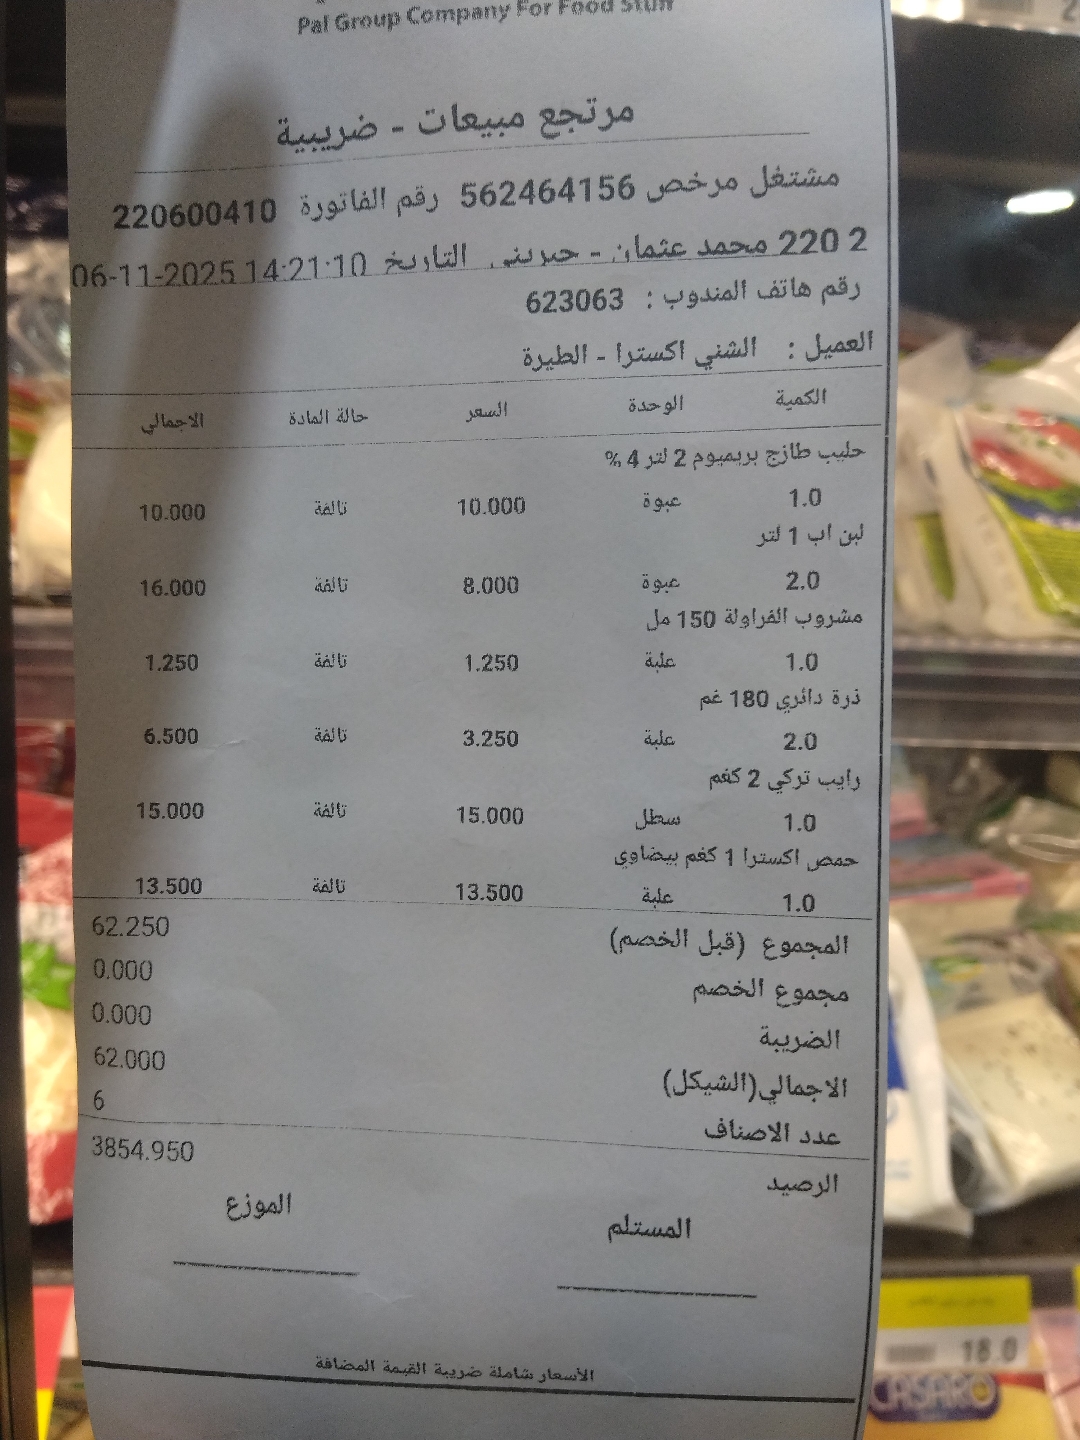 Pal Group Company For Food Stuff
مرتجع مبيعات - ضريبية
مشتغل مرخص 562464156 رقم الفاتورة 220600410
2 220 محمد عثمان - جبريني التاريخ 06-11-2025 14:21:10
رقم هاتف المندوب : 623063
العميل : الشني اكسترا - الطيرة
الكمية الوحدة السعر حالة المادة الاجمالي
حليب طازج بريميوم 2 لتر 4 %
1.0 عبوة 10.000 تالفة 10.000
لبن اب 1 لتر
2.0 عبوة 8.000 تالفة 16.000
مشروب الفراولة 150 مل
1.0 علبة 1.250 تالفة 1.250
ذرة دائري 180 غم
2.0 علبة 3.250 تالفة 6.500
رايب تركي 2 كغم
1.0 سطل 15.000 تالفة 15.000
حمص اكسترا 1 كغم بيضاوي
1.0 علبة 13.500 تالفة 13.500
المجموع (قبل الخصم) 62.250
مجموع الخصم 0.000
الضريبة 0.000
الاجمالي(الشيكل) 62.000
عدد الاصناف 6
الرصيد 3854.950
المستلم الموزع
الأسعار شاملة ضريبة القيمة المضافة
18.0
CASARO